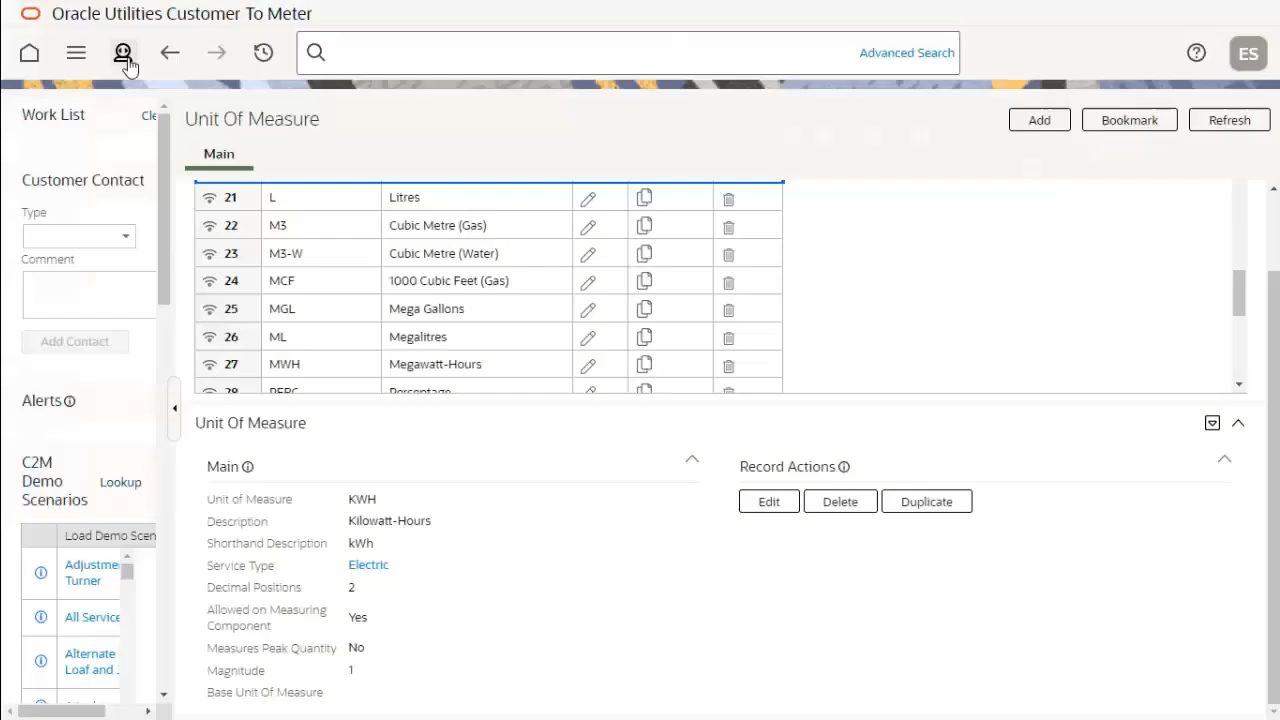 Oracle Utilities Customer To Meter
Advanced Search
ES
Work List
Cle
Unit Of Measure
Add
Bookmark
Refresh
Main
Customer Contact
Type
Comment
Add Contact
Alerts
C2M
Demo
Scenarios
Lookup
Load Demo Scen
Adjustme
Turner
All Service
Alternate
Loaf and ..
21 L Litres
22 M3 Cubic Metre (Gas)
23 M3-W Cubic Metre (Water)
24 MCF 1000 Cubic Feet (Gas)
25 MGL Mega Gallons
26 ML Megalitres
27 MWH Megawatt-Hours
28 PERC Percentage
Unit Of Measure
Main
Unit of Measure KWH
Description Kilowatt-Hours
Shorthand Description kWh
Service Type Electric
Decimal Positions 2
Allowed on Measuring
Component Yes
Measures Peak Quantity No
Magnitude 1
Base Unit Of Measure
Record Actions
Edit
Delete
Duplicate